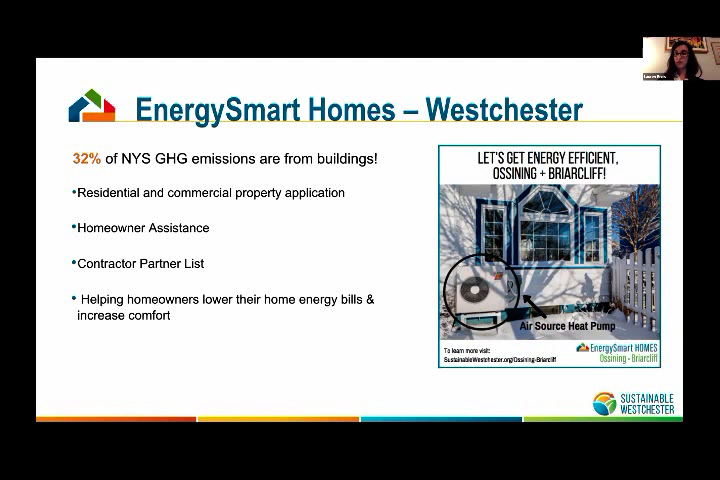 EnergySmart Homes – Westchester
32% of NYS GHG emissions are from buildings!
•Residential and commercial property application
•Homeowner Assistance
•Contractor Partner List
• Helping homeowners lower their home energy bills &
increase comfort
LET'S GET ENERGY EFFICIENT,
OSSINING + BRIARCLIFF!
Air Source Heat Pump
To learn more visit:
SustainableWestchester.org/Ossining-Briarcliff
EnergySmart HOMES
Ossining • Briarcliff
SUSTAINABLE
WESTCHESTER